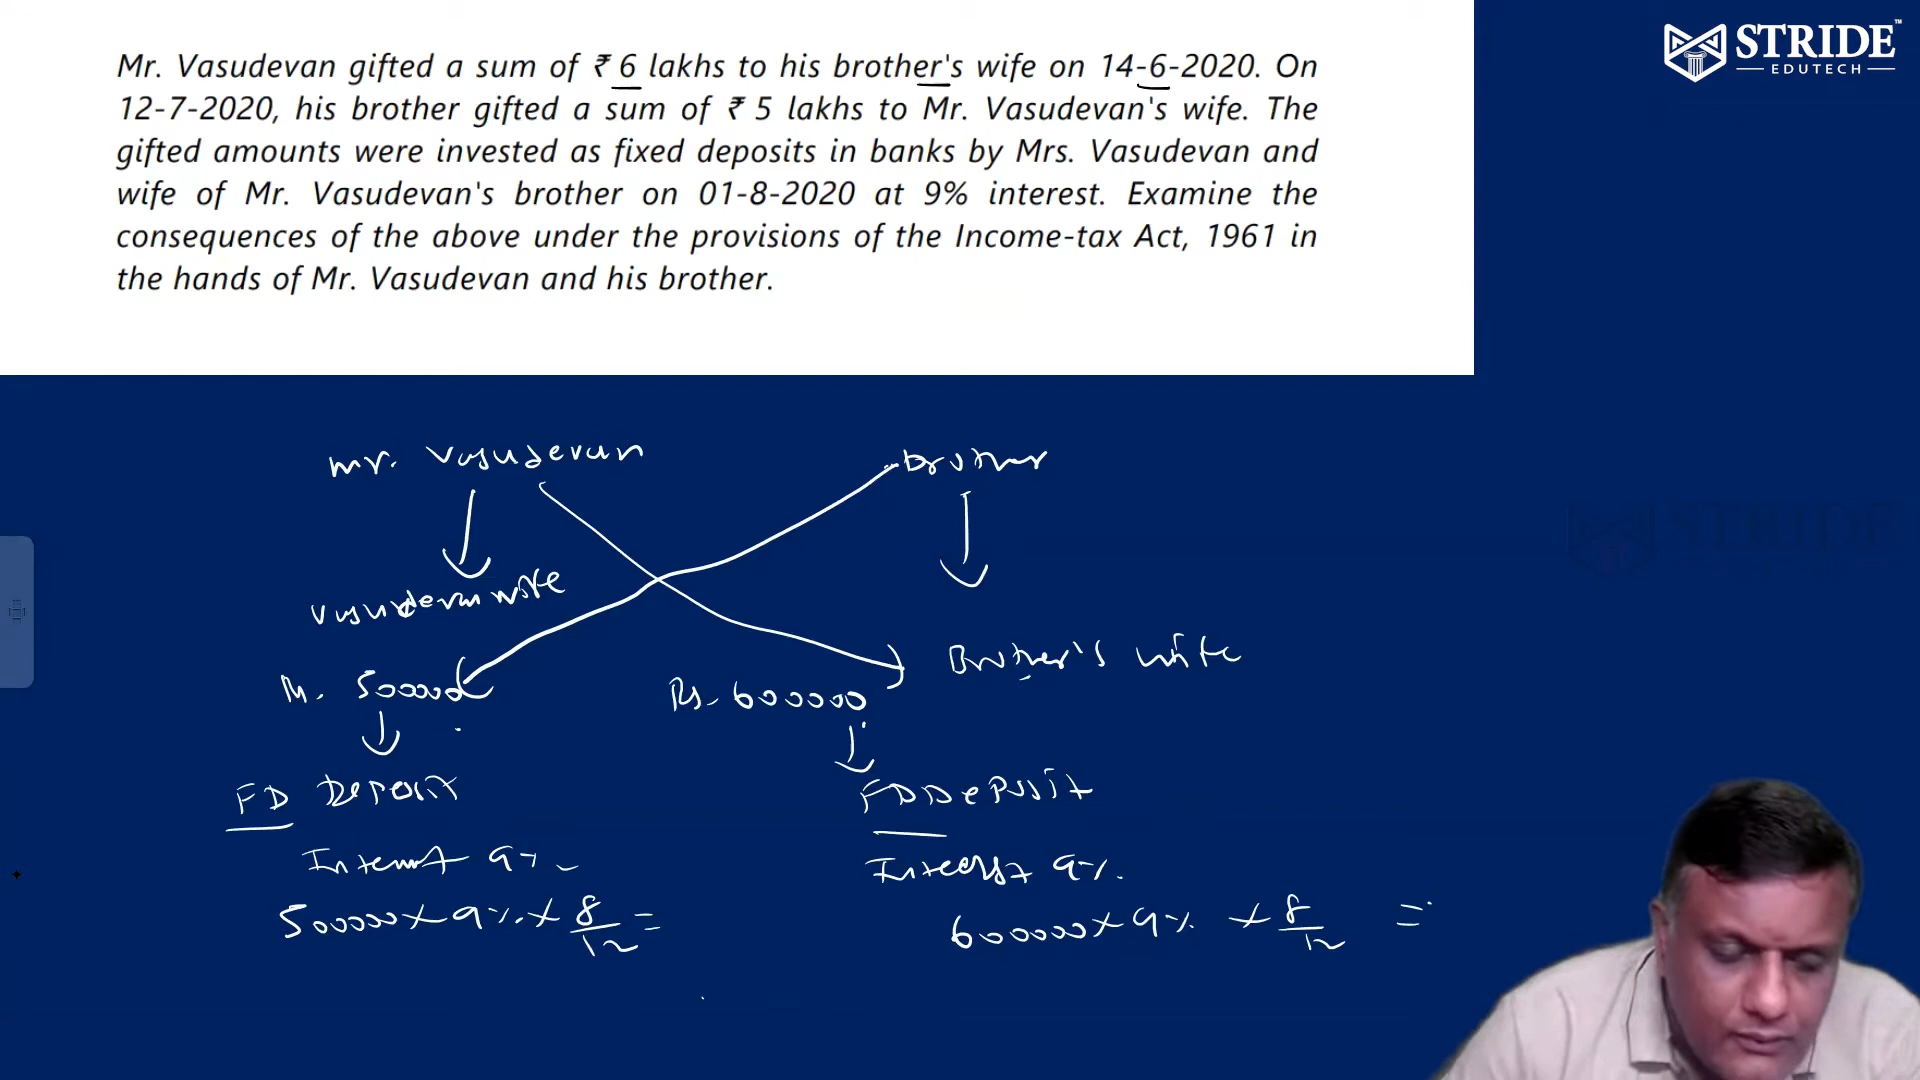 Mr. Vasudevan gifted a sum of ₹ 6 lakhs to his brother's wife on 14-6-2020. On
12-7-2020, his brother gifted a sum of ₹ 5 lakhs to Mr. Vasudevan's wife. The
gifted amounts were invested as fixed deposits in banks by Mrs. Vasudevan and
wife of Mr. Vasudevan's brother on 01-8-2020 at 9% interest. Examine the
consequences of the above under the provisions of the Income-tax Act, 1961 in
the hands of Mr. Vasudevan and his brother.
STRIDE™
EDUTECH
mr. Vasudevan
brother
Vasudevan wife
Brother's wife
Rs. 500000
Rs. 600000
FD Deposit
FD Deposit
Interest 9%
Interest 9%.
500000 x 9% x 8/12 =
600000 x 9% x 8/12 =
STRIDE